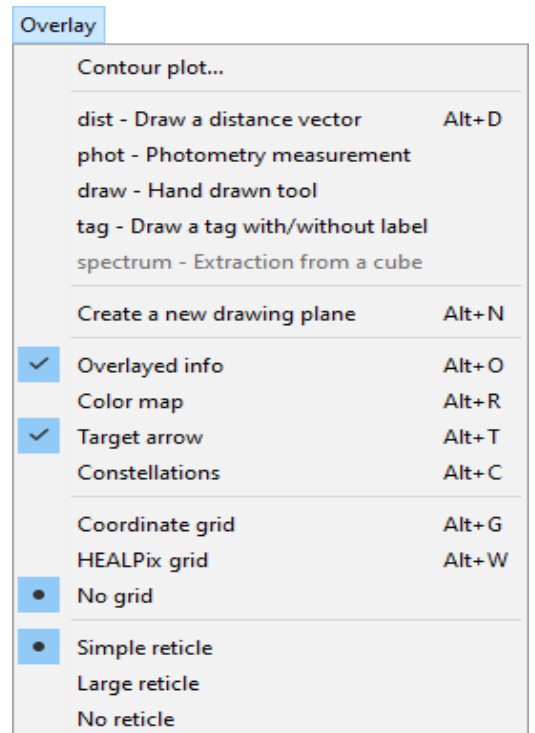 Overlay
Contour plot...
dist - Draw a distance vector Alt+D
phot - Photometry measurement
draw - Hand drawn tool
tag - Draw a tag with/without label
spectrum - Extraction from a cube
Create a new drawing plane Alt+N
Overlayed info Alt+O
Color map Alt+R
Target arrow Alt+T
Constellations Alt+C
Coordinate grid Alt+G
HEALPix grid Alt+W
No grid
Simple reticle
Large reticle
No reticle